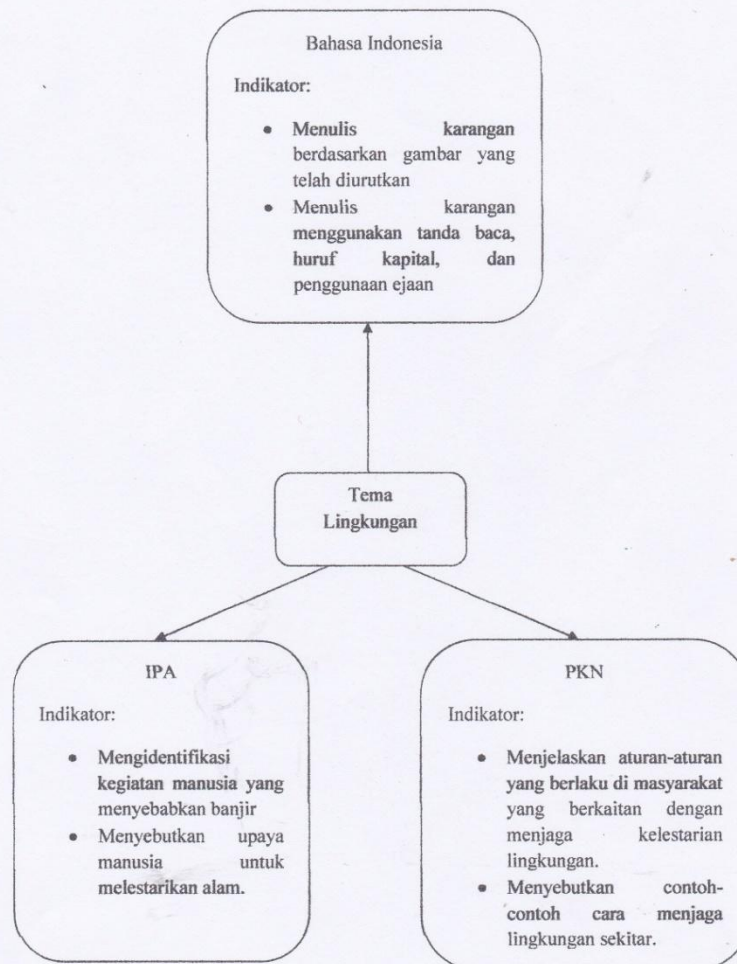 Bahasa Indonesia
Indikator:
• Menulis karangan
berdasarkan gambar yang
telah diurutkan
• Menulis karangan
menggunakan tanda baca,
huruf kapital, dan
penggunaan ejaan
Tema
Lingkungan
IPA
Indikator:
• Mengidentifikasi
kegiatan manusia yang
menyebabkan banjir
• Menyebutkan upaya
manusia untuk
melestarikan alam.
PKN
Indikator:
• Menjelaskan aturan-aturan
yang berlaku di masyarakat
yang berkaitan dengan
menjaga kelestarian
lingkungan.
• Menyebutkan contoh-
contoh cara menjaga
lingkungan sekitar.